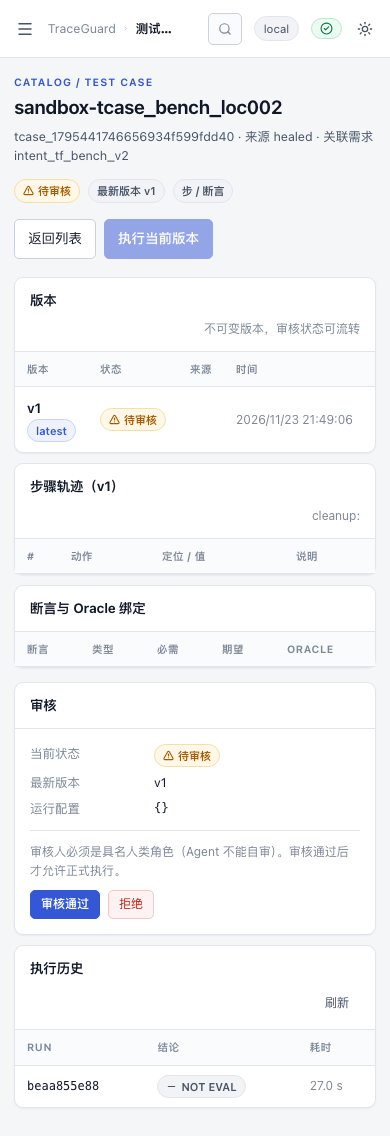 TraceGuard › 测试... local
CATALOG / TEST CASE
sandbox-tcase_bench_loc002
tcase_1795441746656934f599fdd40 · 来源 healed · 关联需求
intent_tf_bench_v2
待审核 最新版本 v1 步 / 断言
返回列表 执行当前版本
版本
不可变版本，审核状态可流转
版本 状态 来源 时间
v1
latest 待审核 2026/11/23 21:49:06
步骤轨迹（v1）
cleanup:
# 动作 定位 / 值 说明
断言与 Oracle 绑定
断言 类型 必需 期望 ORACLE
审核
当前状态 待审核
最新版本 v1
运行配置 {}
审核人必须是具名人类角色（Agent 不能自审）。审核通过后
才允许正式执行。
审核通过 拒绝
执行历史
刷新
RUN 结论 耗时
beaa855e88 NOT EVAL 27.0 s